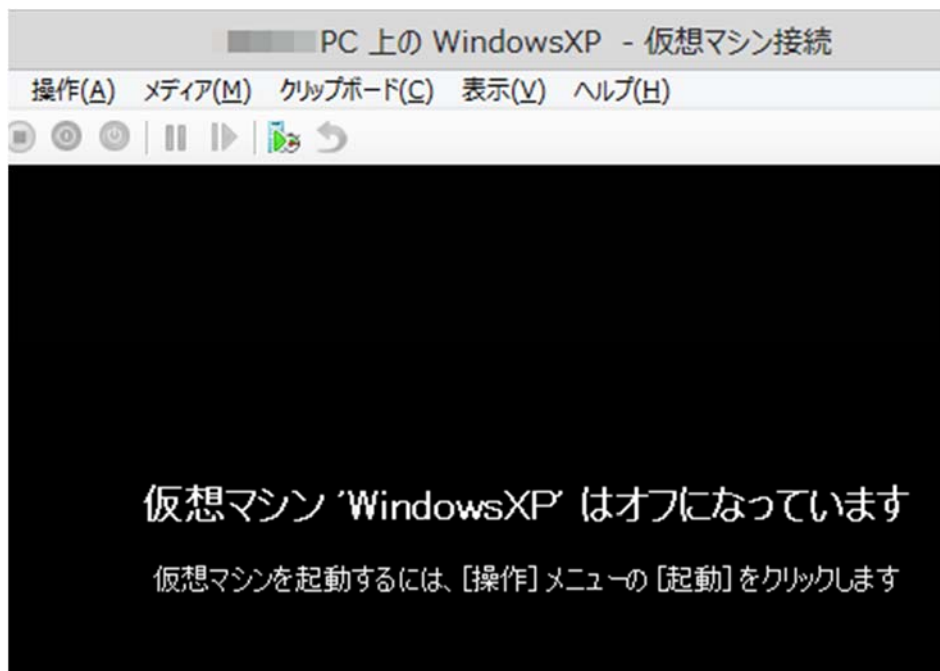 PC 上の WindowsXP - 仮想マシン接続
操作(A) メディア(M) クリップボード(C) 表示(V) ヘルプ(H)
仮想マシン 'WindowsXP' はオフになっています
仮想マシンを起動するには、[操作] メニューの [起動] をクリックします